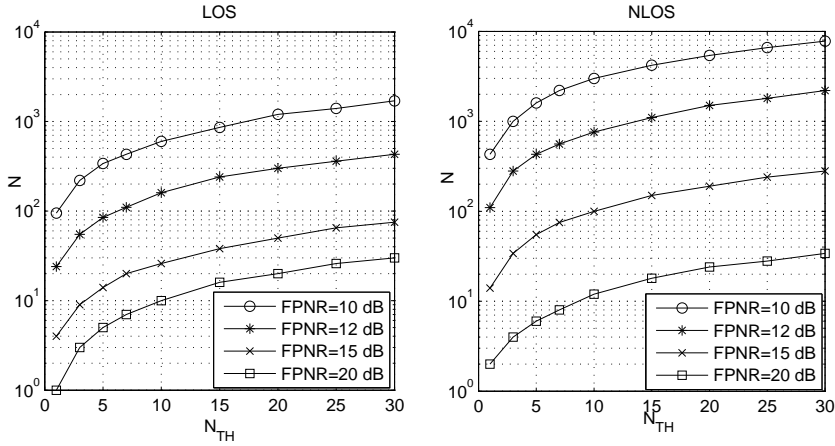 LOS
10^4
10^3
10^2
10^1
10^0
N
0 5 10 15 20 25 30
N_TH
FPNR=10 dB
FPNR=12 dB
FPNR=15 dB
FPNR=20 dB
NLOS
10^4
10^3
10^2
10^1
10^0
N
0 5 10 15 20 25 30
N_TH
FPNR=10 dB
FPNR=12 dB
FPNR=15 dB
FPNR=20 dB